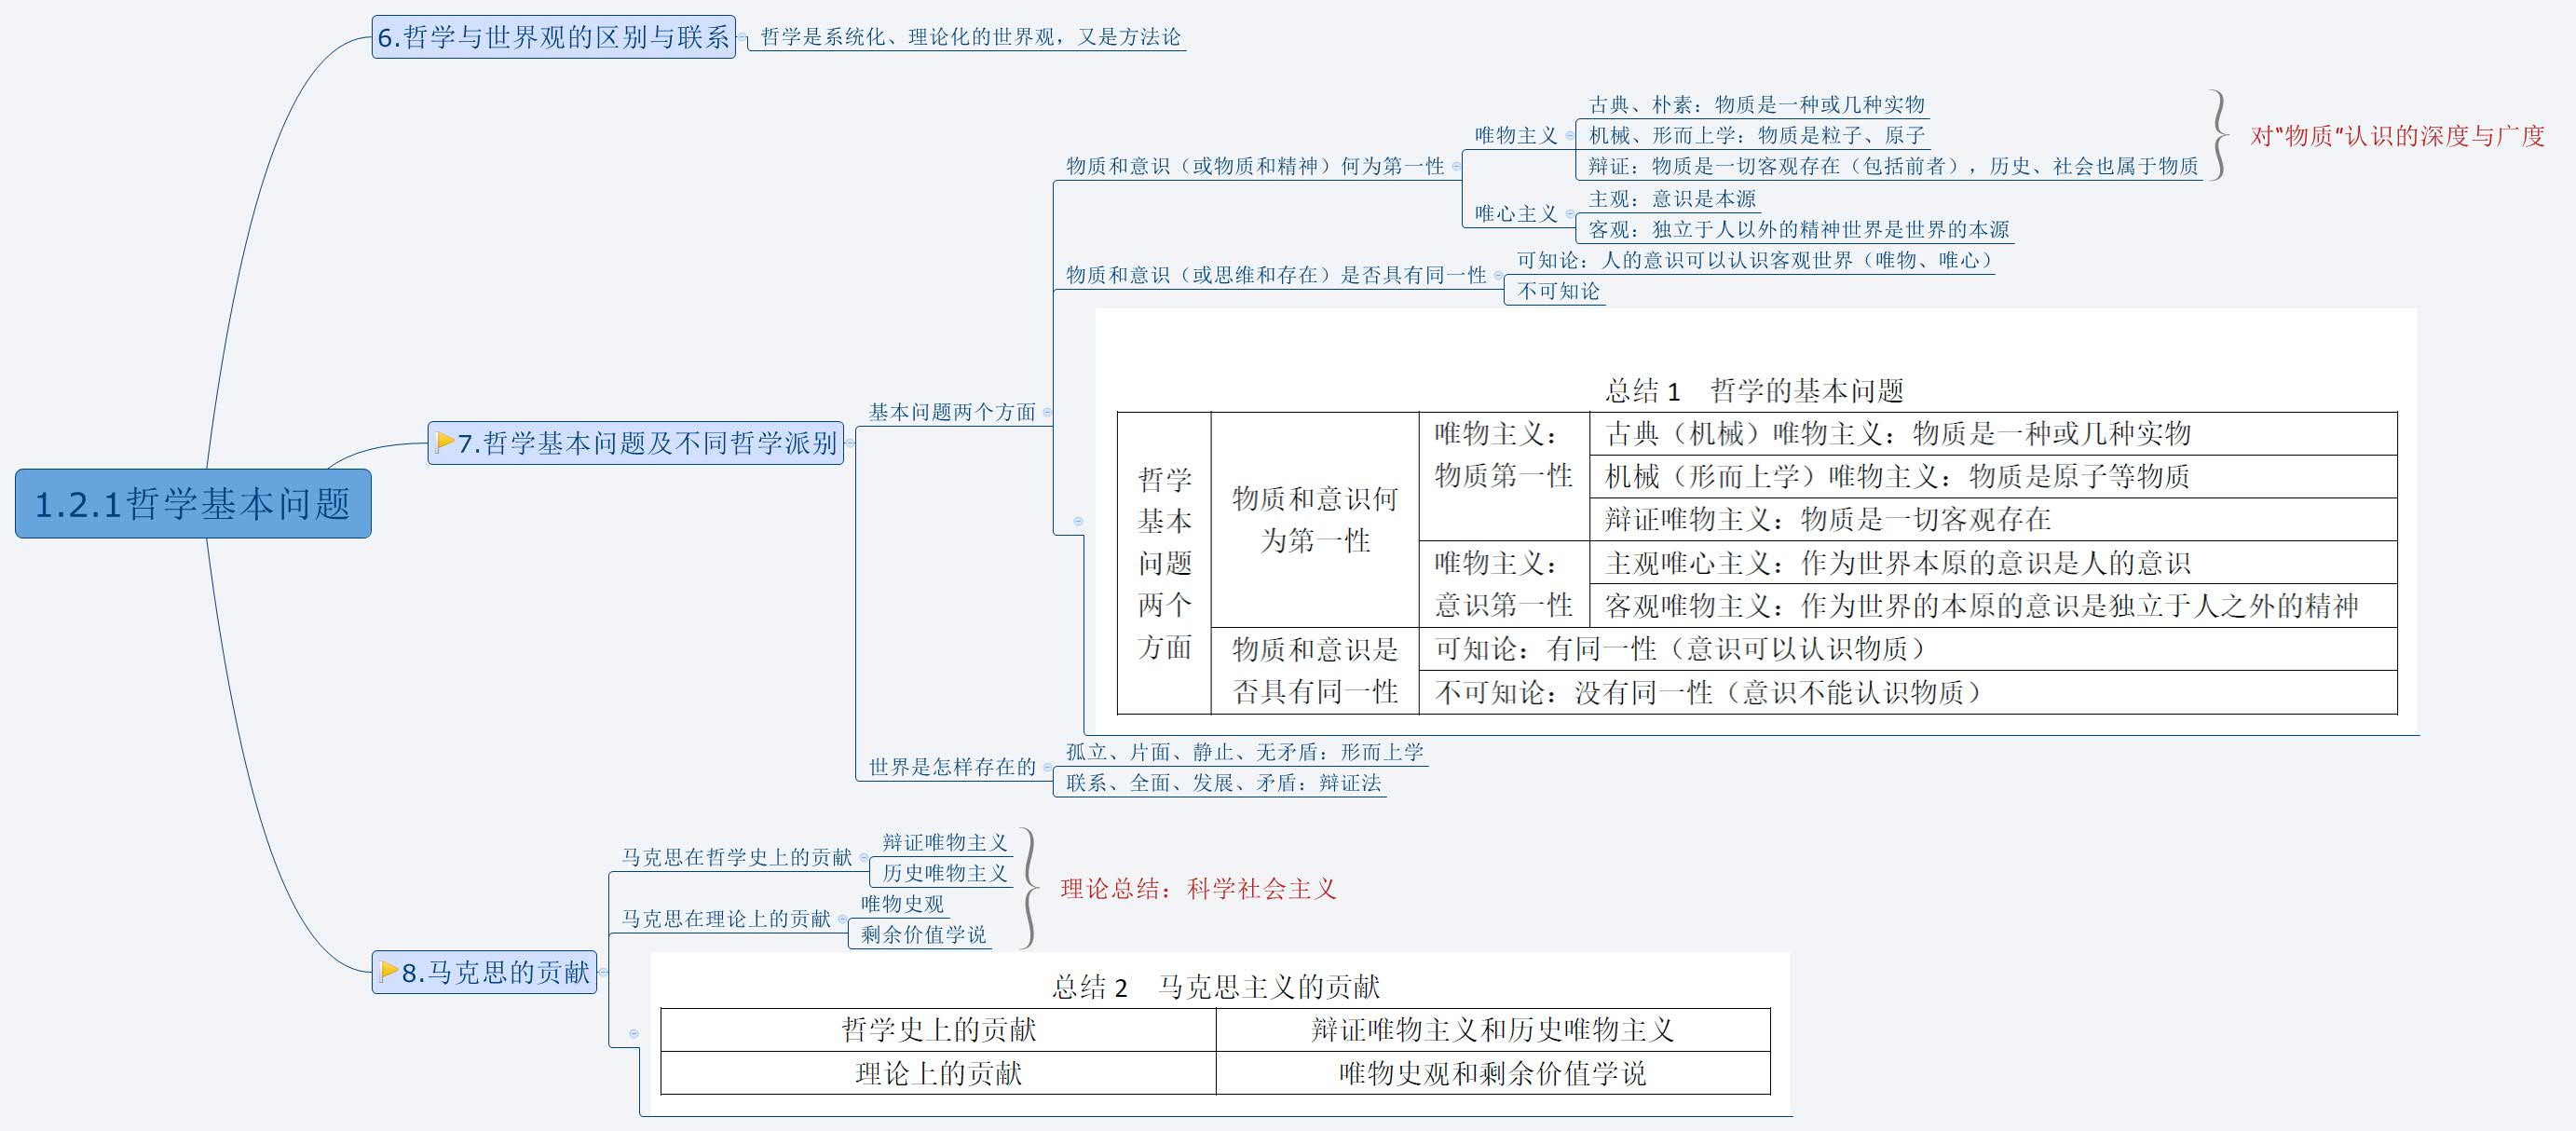 6.哲学与世界观的区别与联系
哲学是系统化、理论化的世界观，又是方法论
1.2.1哲学基本问题
7.哲学基本问题及不同哲学派别
基本问题两个方面
物质和意识（或物质和精神）何为第一性
唯物主义
古典、朴素：物质是一种或几种实物
机械、形而上学：物质是粒子、原子
辩证：物质是一切客观存在（包括前者），历史、社会也属于物质
对“物质”认识的深度与广度
唯心主义
主观：意识是本源
客观：独立于人以外的精神世界是世界的本源
物质和意识（或思维和存在）是否具有同一性
可知论：人的意识可以认识客观世界（唯物、唯心）
不可知论
总结 1 哲学的基本问题
哲学
基本
问题
两个
方面
物质和意识何
为第一性
唯物主义：
物质第一性
古典（机械）唯物主义：物质是一种或几种实物
机械（形而上学）唯物主义：物质是原子等物质
辩证唯物主义：物质是一切客观存在
唯物主义：
意识第一性
主观唯心主义：作为世界本原的意识是人的意识
客观唯物主义：作为世界的本原的意识是独立于人之外的精神
物质和意识是
否具有同一性
可知论：有同一性（意识可以认识物质）
不可知论：没有同一性（意识不能认识物质）
世界是怎样存在的
孤立、片面、静止、无矛盾：形而上学
联系、全面、发展、矛盾：辩证法
8.马克思的贡献
马克思在哲学史上的贡献
辩证唯物主义
历史唯物主义
马克思在理论上的贡献
唯物史观
剩余价值学说
理论总结：科学社会主义
总结 2 马克思主义的贡献
哲学史上的贡献
辩证唯物主义和历史唯物主义
理论上的贡献
唯物史观和剩余价值学说